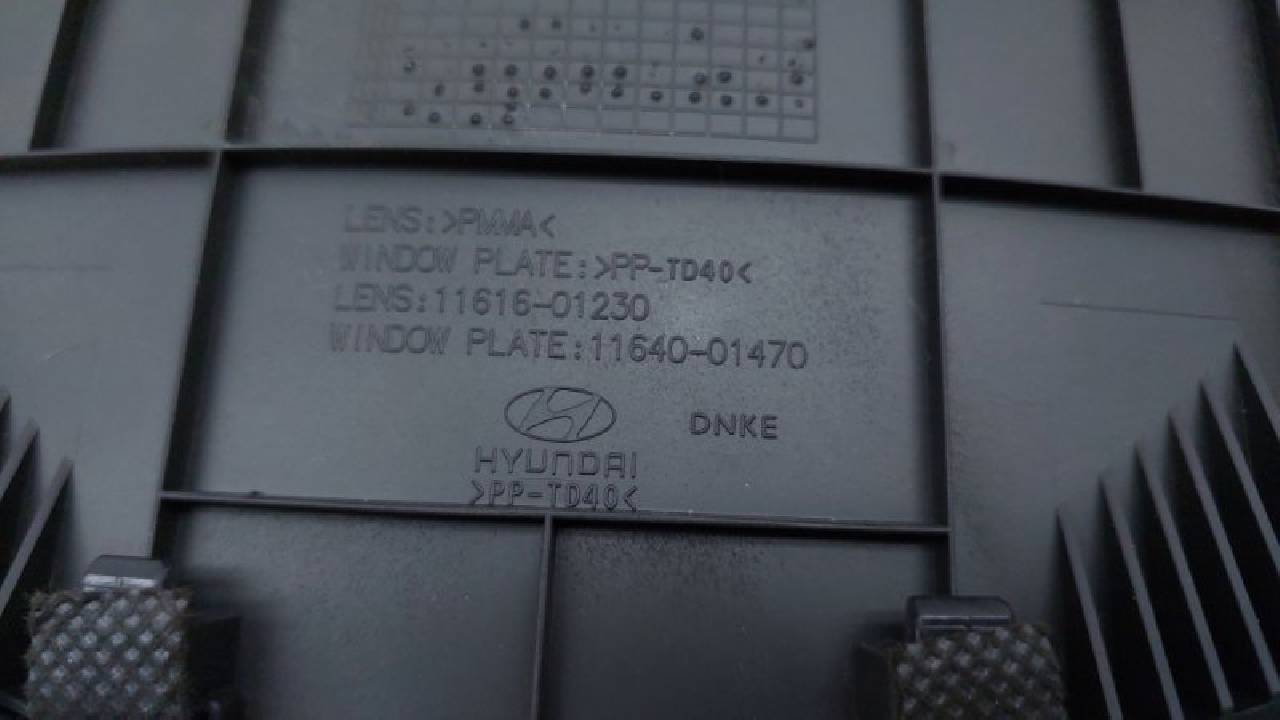 LENS:>PMMA<
WINDOW PLATE:>PP-TD40<
LENS:11616-01230
WINDOW PLATE:11640-01470
DNKE
HYUNDAI
>PP-TD40<